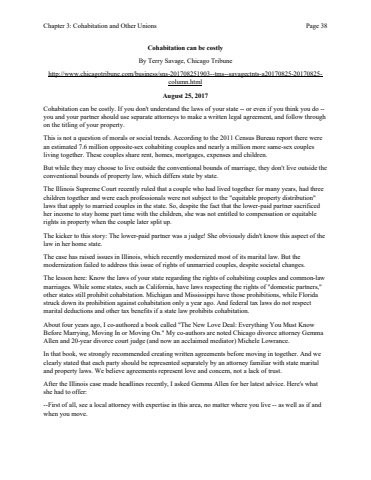 Chapter 3: Cohabitation and Other Unions Page 38
Cohabitation can be costly
By Terry Savage, Chicago Tribune
http://www.chicagotribune.com/business/sns-201708251903--tms--savagectnts-a20170825-20170825-
column.html
August 25, 2017
Cohabitation can be costly. If you don't understand the laws of your state -- or even if you think you do --
you and your partner should use separate attorneys to make a written legal agreement, and follow through
on the titling of your property.
This is not a question of morals or social trends. According to the 2011 Census Bureau report there were
an estimated 7.6 million opposite-sex cohabiting couples and nearly a million more same-sex couples
living together. These couples share rent, homes, mortgages, expenses and children.
But while they may choose to live outside the conventional bounds of marriage, they don't live outside the
conventional bounds of property law, which differs state by state.
The Illinois Supreme Court recently ruled that a couple who had lived together for many years, had three
children together and were each professionals were not subject to the "equitable property distribution"
laws that apply to married couples in the state. So, despite the fact that the lower-paid partner sacrificed
her income to stay home part time with the children, she was not entitled to compensation or equitable
rights in property when the couple later split up.
The kicker to this story: The lower-paid partner was a judge! She obviously didn't know this aspect of the
law in her home state.
The case has raised issues in Illinois, which recently modernized most of its marital law. But the
modernization failed to address this issue of rights of unmarried couples, despite societal changes.
The lesson here: Know the laws of your state regarding the rights of cohabiting couples and common-law
marriages. While some states, such as California, have laws respecting the rights of "domestic partners,"
other states still prohibit cohabitation. Michigan and Mississippi have those prohibitions, while Florida
struck down its prohibition against cohabitation only a year ago. And federal tax laws do not respect
marital deductions and other tax benefits if a state law prohibits cohabitation.
About four years ago, I co-authored a book called "The New Love Deal: Everything You Must Know
Before Marrying, Moving In or Moving On." My co-authors are noted Chicago divorce attorney Gemma
Allen and 20-year divorce court judge (and now an acclaimed mediator) Michele Lowrance.
In that book, we strongly recommended creating written agreements before moving in together. And we
clearly stated that each party should be represented separately by an attorney familiar with state marital
and property laws. We believe agreements represent love and concern, not a lack of trust.
After the Illinois case made headlines recently, I asked Gemma Allen for her latest advice. Here's what
she had to offer:
--First of all, see a local attorney with expertise in this area, no matter where you live -- as well as if and
when you move.